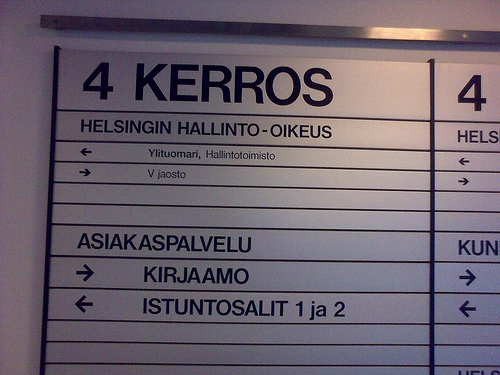 4 KERROS
HELSINGIN HALLINTO-OIKEUS
← Ylituomari, Hallintotoimisto
→ V jaosto
ASIAKASPALVELU
→ KIRJAAMO
← ISTUNTOSALIT 1 ja 2
4
HELS
←
→
KUN
→
←